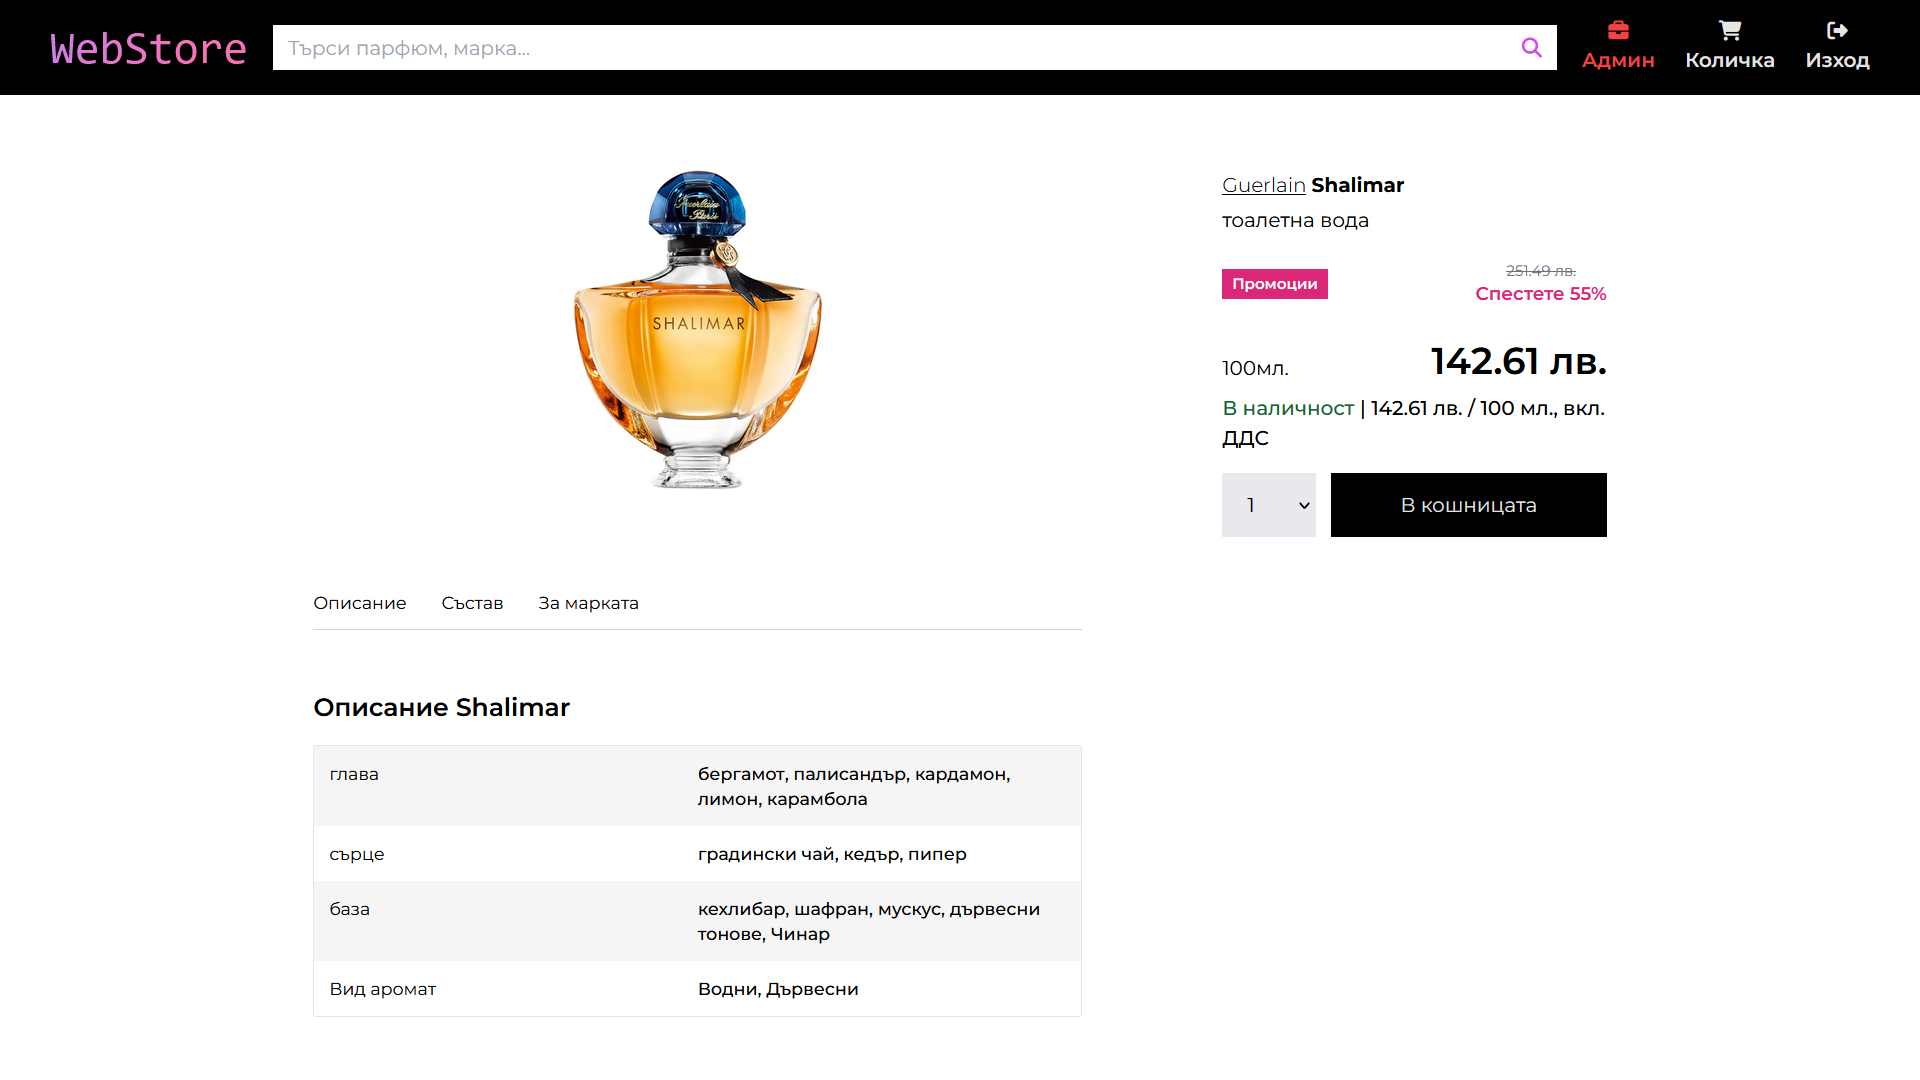 WebStore
Търси парфюм, марка...
Админ
Количка
Изход
Guerlain
Paris
SHALIMAR
Guerlain Shalimar
тоалетна вода
Промоции
251.49 лв.
Спестете 55%
100мл.
142.61 лв.
В наличност | 142.61 лв. / 100 мл., вкл.
ДДС
1
В кошницата
Описание
Състав
За марката
Описание Shalimar
глава
бергамот, палисандър, кардамон,
лимон, карамбола
сърце
градински чай, кедър, пипер
база
кехлибар, шафран, мускус, дървесни
тонове, Чинар
Вид аромат
Водни, Дървесни